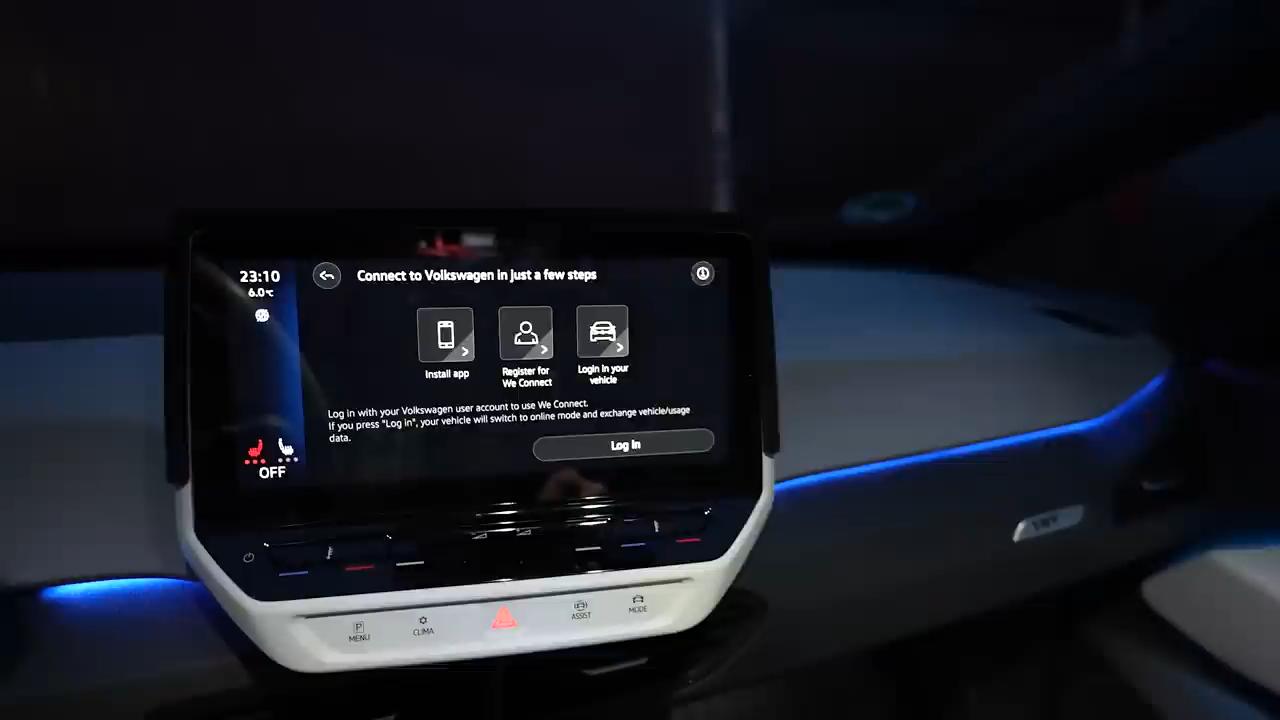 23:10
6.0°C
Connect to Volkswagen in just a few steps
Install app
Register for
We Connect
Login in your
vehicle
Log in with your Volkswagen user account to use We Connect.
If you press "Log in", your vehicle will switch to online mode and exchange vehicle/usage
data.
Log in
OFF
P
MENU
CLIMA
ASSIST
MODE